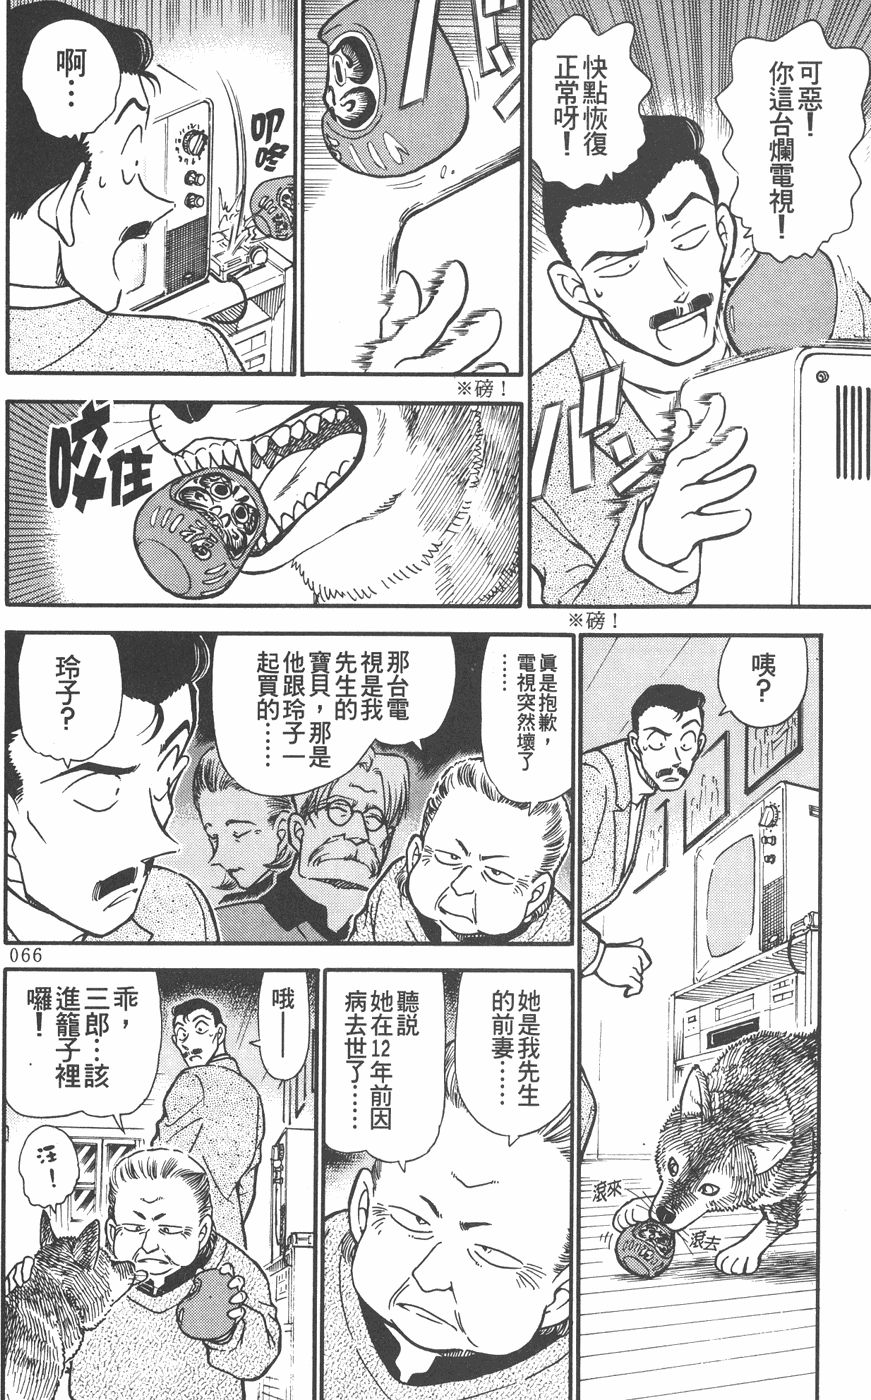 可惡！
你這台爛電視！
快點恢復
正常呀！
※磅！
※磅！
叩咚
啊…
咬住
咦？
滾來
滾去
眞是抱歉，
電視突然壞了
……
那台電
視是我
先生的
寶貝，那是
他跟玲子一
起買的……
玲子？
她是我先生
的前妻……
聽説
她在12年前因
病去世了……
哦——
乖，
三郎…該
進籠子裡
囉！
汪！
066